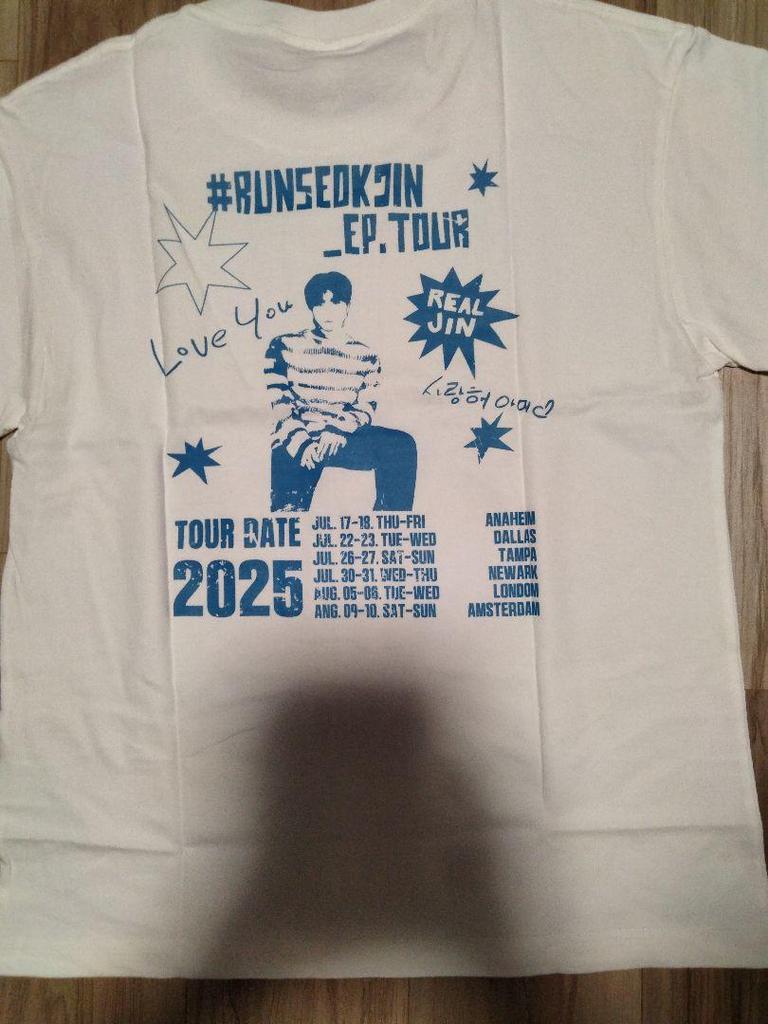 #RUNSEOKJIN
_EP.TOUR
Love You
REAL
JIN
사랑해 아미
TOUR DATE
2025
JUL. 17-18. THU-FRI ANAHEIM
JUL. 22-23. TUE-WED DALLAS
JUL. 26-27. SAT-SUN TAMPA
JUL. 30-31. WED-THU NEWARK
AUG. 05-06. TUE-WED LONDOM
ANG. 09-10. SAT-SUN AMSTERDAM